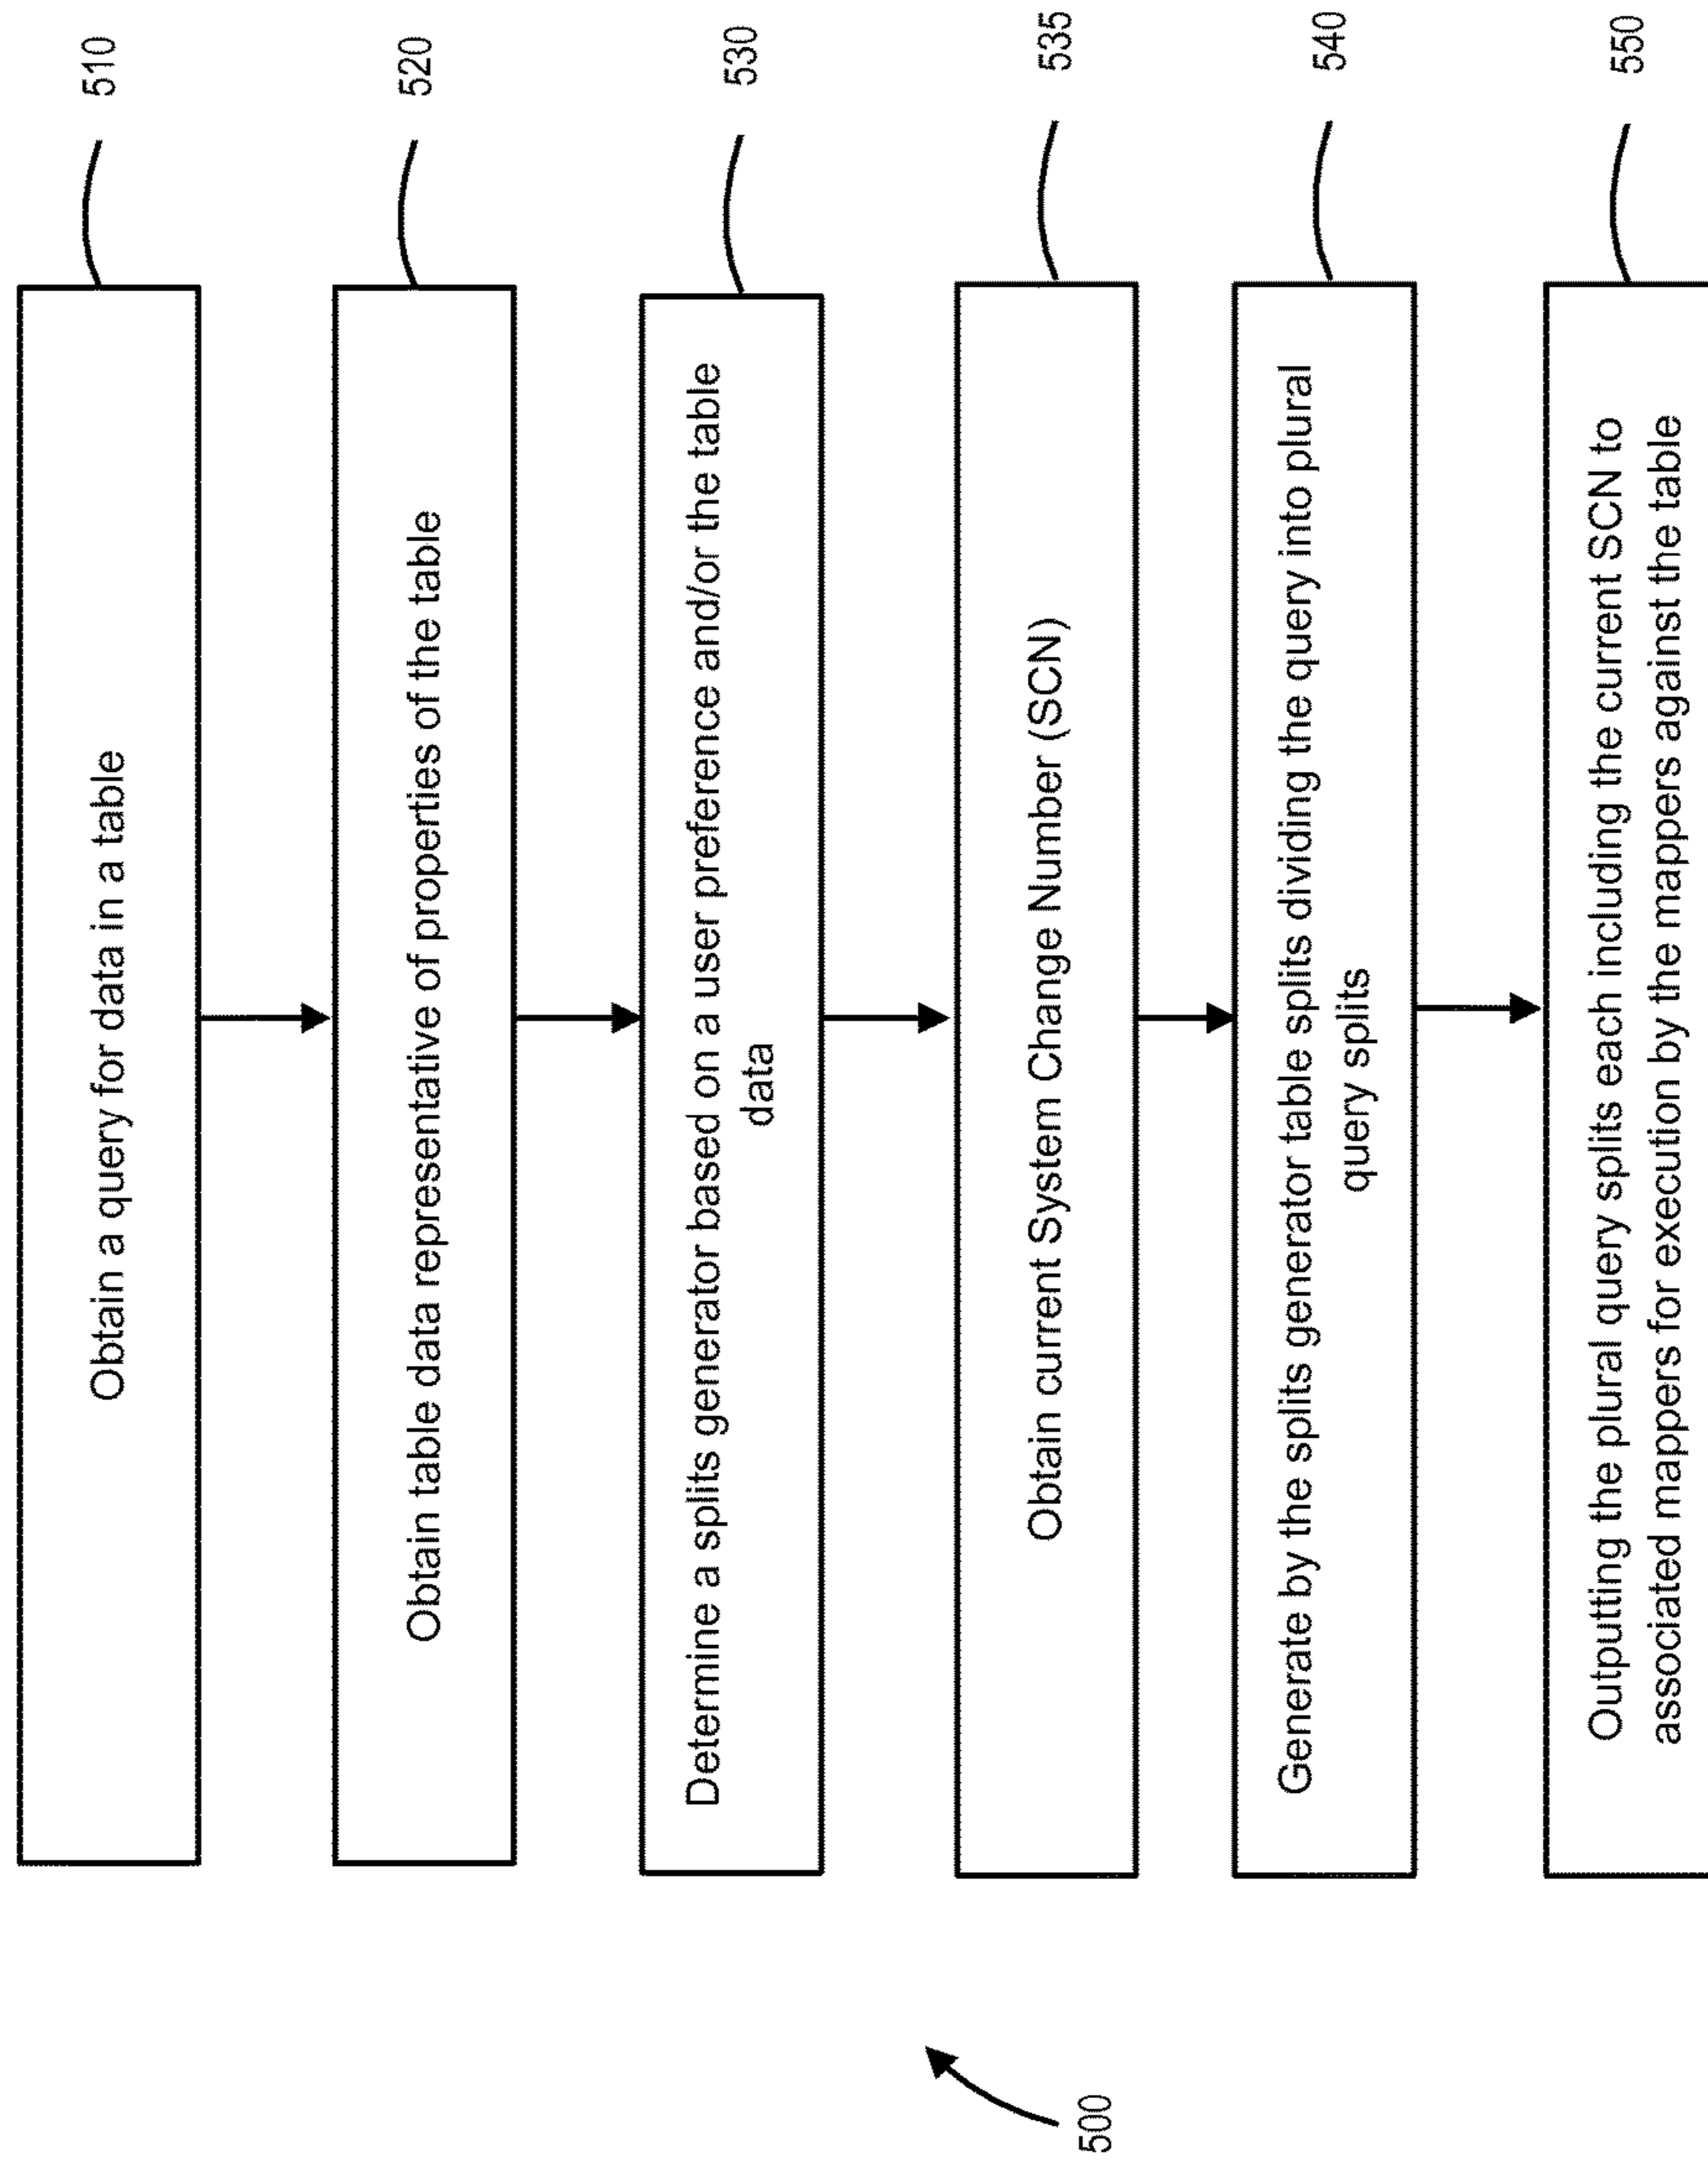 510
Obtain a query for data in a table
520
Obtain table data representative of properties of the table
530
Determine a splits generator based on a user preference and/or the table
data
535
Obtain current System Change Number (SCN)
540
Generate by the splits generator table splits dividing the query into plural
query splits
550
Outputting the plural query splits each including the current SCN to
associated mappers for execution by the mappers against the table
500